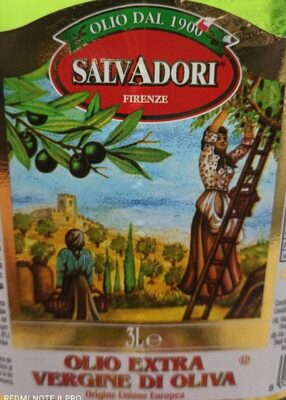 OLIO DAL 1900
SALVADORI
FIRENZE
3L e
OLIO EXTRA
VERGINE DI OLIVA
Origine Unione Europea
REDMI NOTE 8 PRO